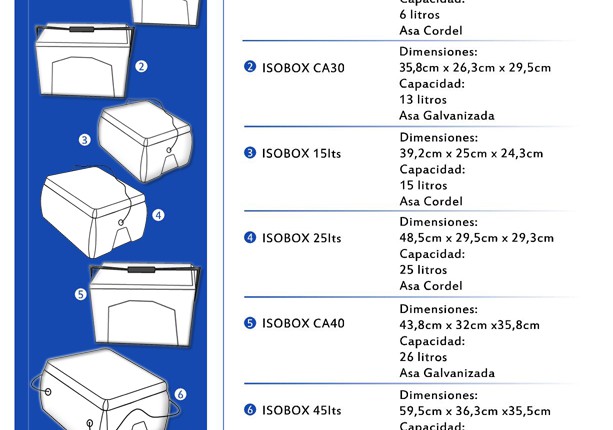 Capacidad:
6 litros
Asa Cordel
2 ISOBOX CA30
Dimensiones:
35,8cm x 26,3cm x 29,5cm
Capacidad:
13 litros
Asa Galvanizada
3 ISOBOX 15lts
Dimensiones:
39,2cm x 25cm x 24,3cm
Capacidad:
15 litros
Asa Cordel
4 ISOBOX 25lts
Dimensiones:
48,5cm x 29,5cm x 29,3cm
Capacidad:
25 litros
Asa Cordel
5 ISOBOX CA40
Dimensiones:
43,8cm x 32cm x35,8cm
Capacidad:
26 litros
Asa Galvanizada
6 ISOBOX 45lts
Dimensiones:
59,5cm x 36,3cm x35,5cm
Capacidad:
2
3
4
5
6